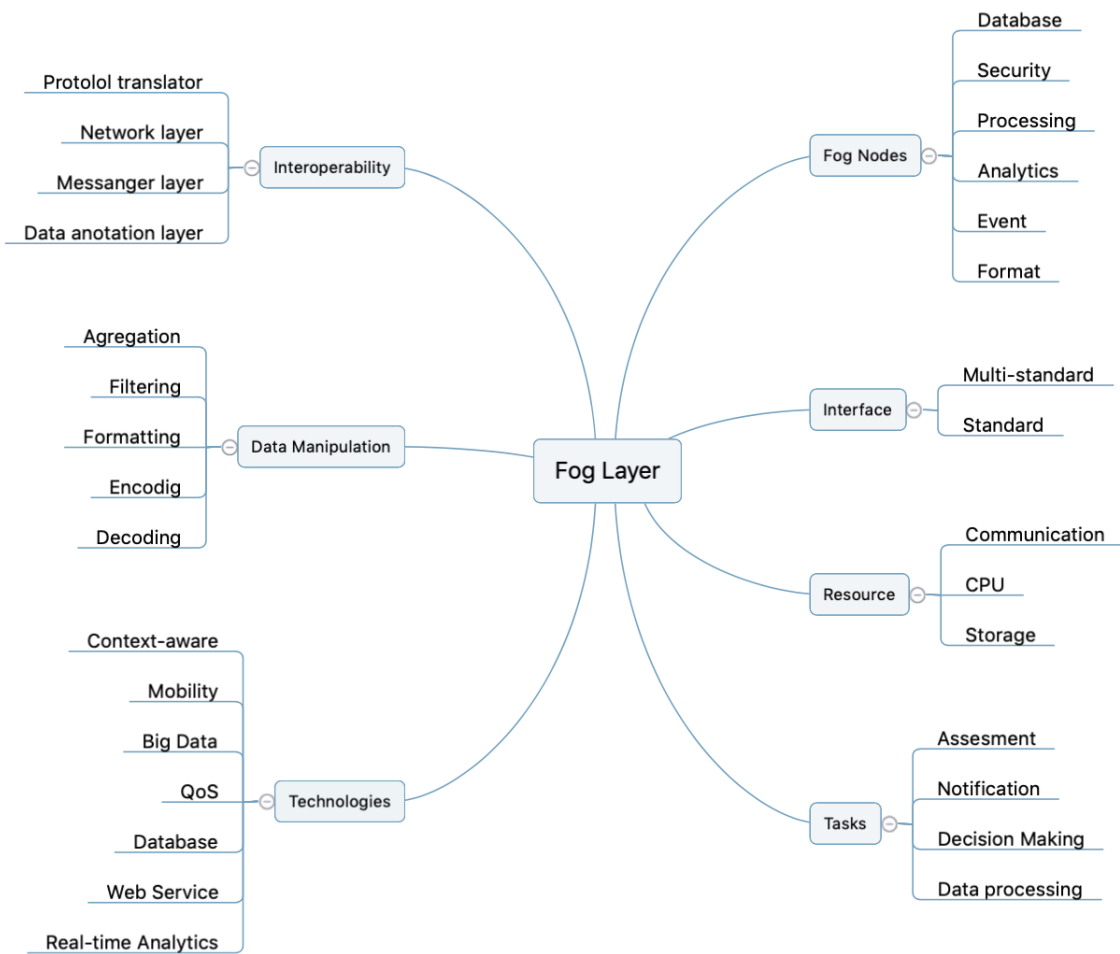 Fog Layer
Interoperability
Protolol translator
Network layer
Messanger layer
Data anotation layer
Data Manipulation
Agregation
Filtering
Formatting
Encodig
Decoding
Technologies
Context-aware
Mobility
Big Data
QoS
Database
Web Service
Real-time Analytics
Fog Nodes
Database
Security
Processing
Analytics
Event
Format
Interface
Multi-standard
Standard
Resource
Communication
CPU
Storage
Tasks
Assesment
Notification
Decision Making
Data processing